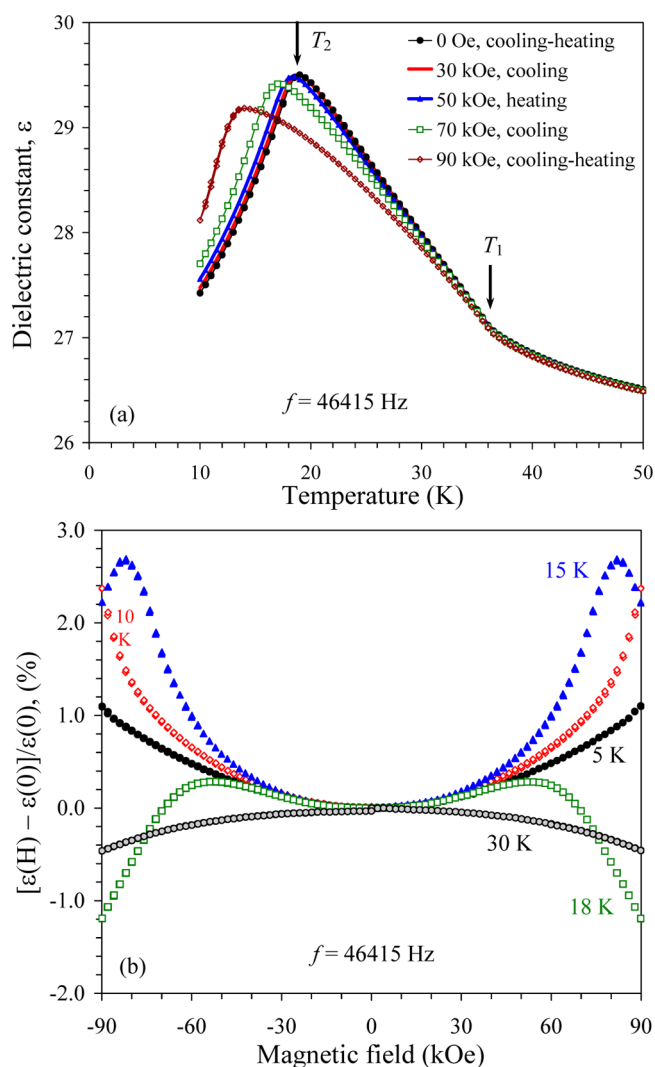 30
29
28
27
26
Dielectric constant, ε
T2
0 Oe, cooling-heating
30 kOe, cooling
50 kOe, heating
70 kOe, cooling
90 kOe, cooling-heating
T1
(a)
f = 46415 Hz
0 10 20 30 40 50
Temperature (K)
3.0
2.0
1.0
0.0
-1.0
-2.0
[ε(H) − ε(0)]/ε(0), (%)
15 K
10
K
5 K
30 K
18 K
(b)
f = 46415 Hz
-90 -60 -30 0 30 60 90
Magnetic field (kOe)